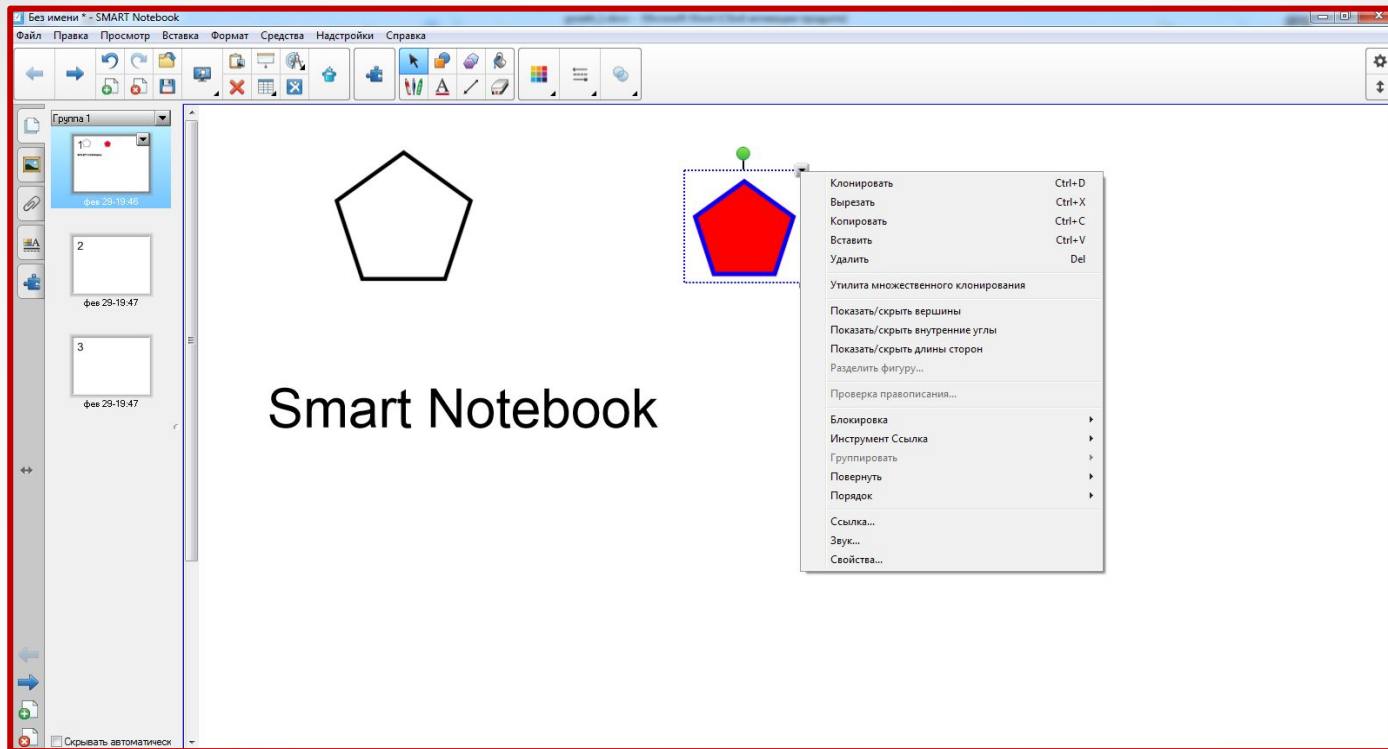 Без имени * - SMART Notebook
Файл Правка Просмотр Вставка Формат Средства Надстройки Справка
Группа 1
1
фев 29-19:46
2
фев 29-19:47
3
фев 29-19:47
Скрывать автоматическ
Smart Notebook
Клонировать Ctrl+D
Вырезать Ctrl+X
Копировать Ctrl+C
Вставить Ctrl+V
Удалить Del
Утилита множественного клонирования
Показать/скрыть вершины
Показать/скрыть внутренние углы
Показать/скрыть длины сторон
Разделить фигуру...
Проверка правописания...
Блокировка
Инструмент Ссылка
Группировать
Повернуть
Порядок
Ссылка...
Звук...
Свойства...